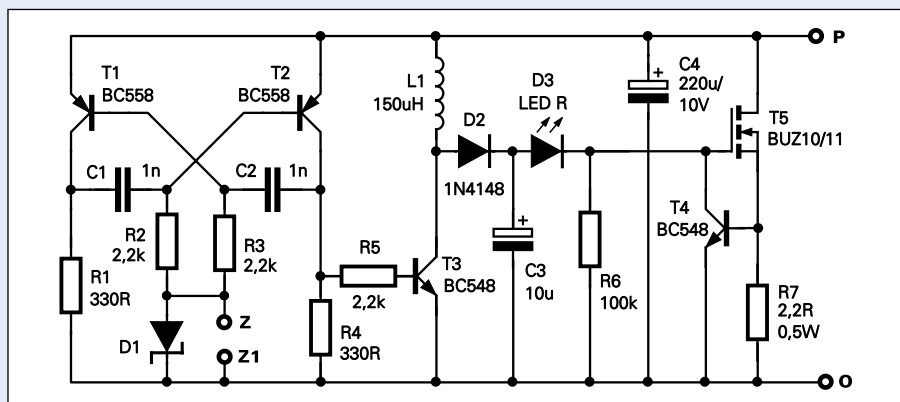 P
T1
BC558
T2
BC558
L1
150uH
D3
LED R
C4
220u/
10V
+
T5
BUZ10/11
D2
1N4148
C1
1n
C2
1n
R2
2,2k
R3
2,2k
R5
2,2k
T3
BC548
+
C3
10u
R6
100k
T4
BC548
R1
330R
D1
Z
Z1
R4
330R
R7
2,2R
0,5W
O